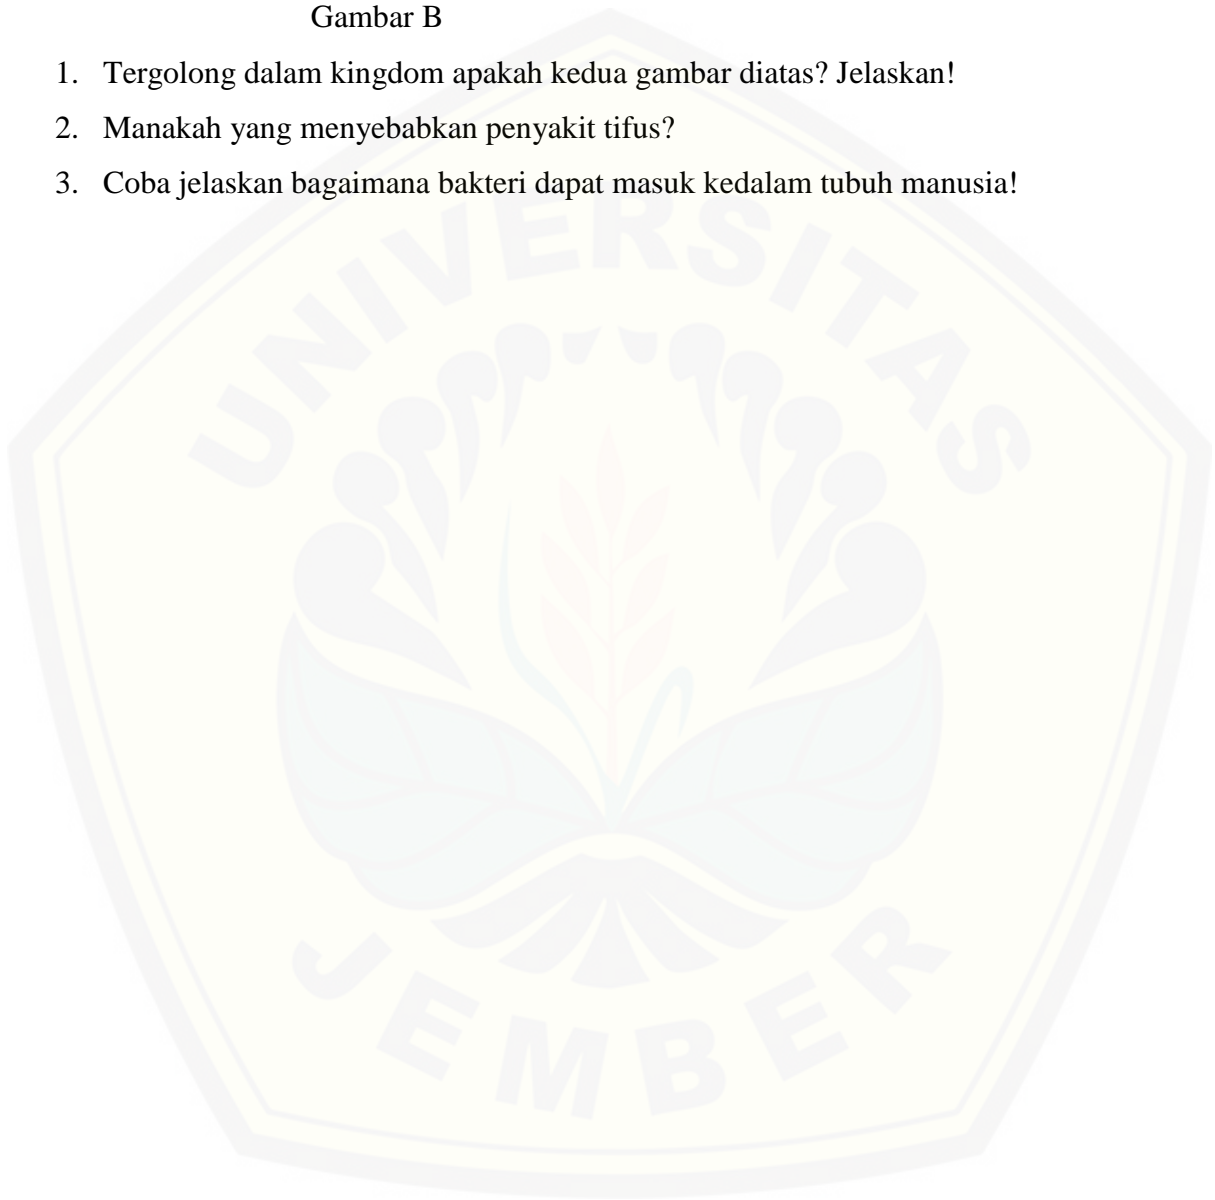 Gambar B
1. Tergolong dalam kingdom apakah kedua gambar diatas? Jelaskan!
2. Manakah yang menyebabkan penyakit tifus?
3. Coba jelaskan bagaimana bakteri dapat masuk kedalam tubuh manusia!
UNIVERSITAS
JEMBER